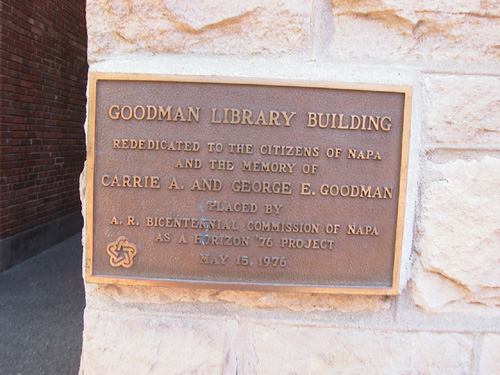 GOODMAN LIBRARY BUILDING
REDEDICATED TO THE CITIZENS OF NAPA
AND THE MEMORY OF
CARRIE A. AND GEORGE E. GOODMAN
PLACED BY
A. R. BICENTENNIAL COMMISSION OF NAPA
AS A HORIZON '76 PROJECT
MAY 15, 1976